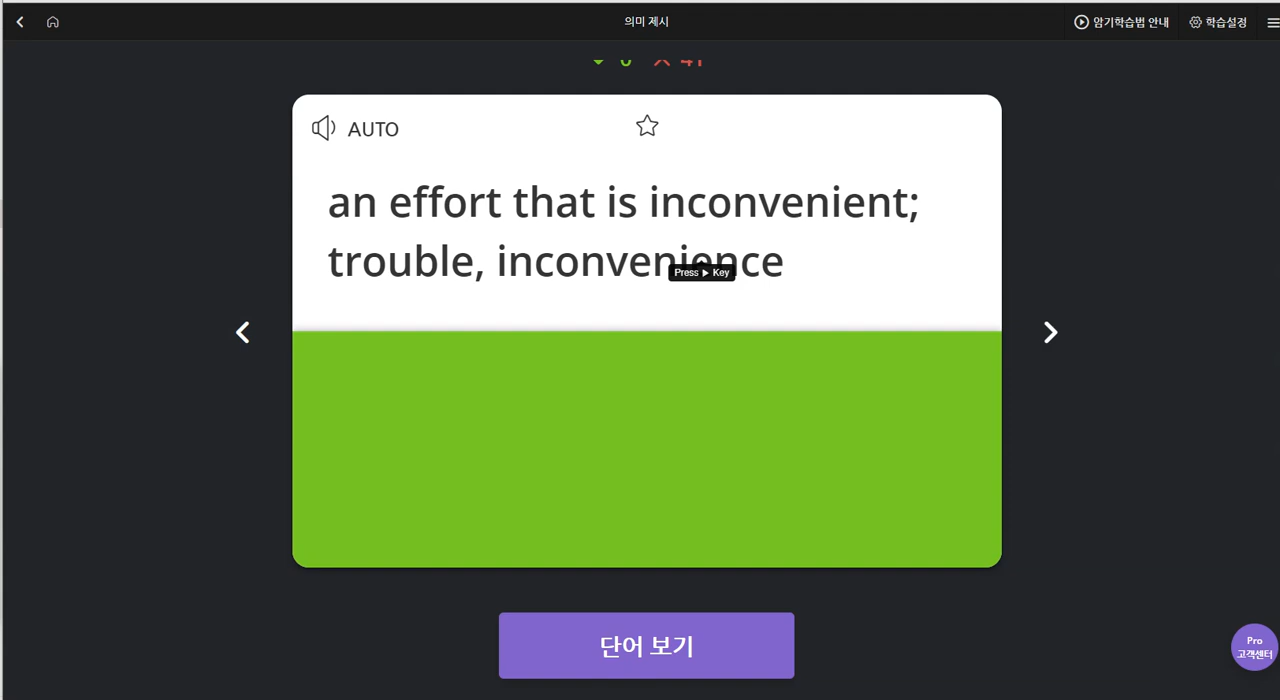 의미 제시
암기학습법 안내
학습설정
AUTO
an effort that is inconvenient;
trouble, inconvenience
Press ▶ Key
단어 보기
Pro
고객센터